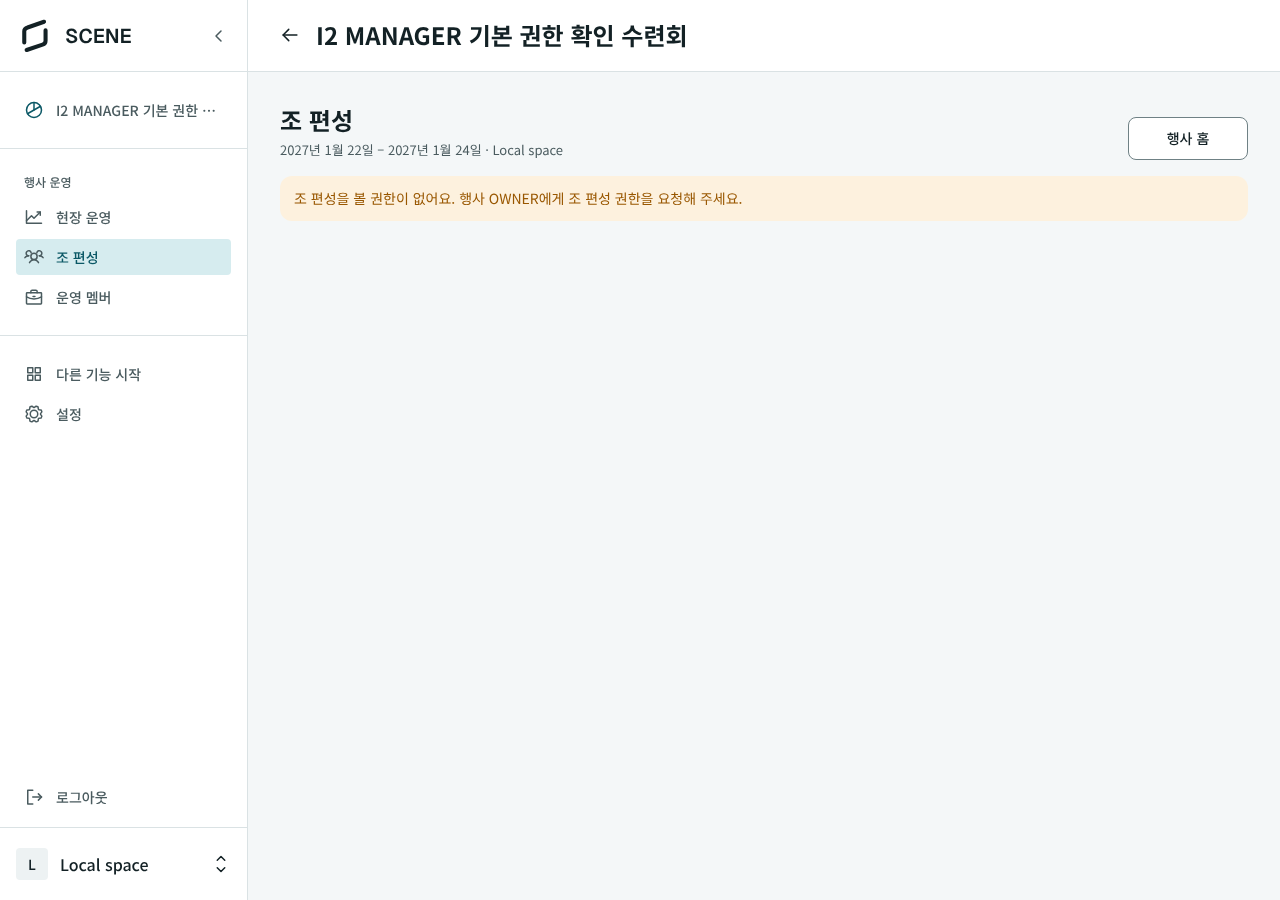 SCENE
I2 MANAGER 기본 권한 확인 수련회
I2 MANAGER 기본 권한 ···
행사 운영
현장 운영
조 편성
운영 멤버
다른 기능 시작
설정
로그아웃
L Local space
조 편성
2027년 1월 22일 – 2027년 1월 24일 · Local space
행사 홈
조 편성을 볼 권한이 없어요. 행사 OWNER에게 조 편성 권한을 요청해 주세요.